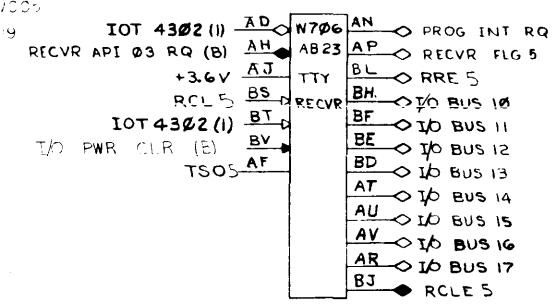 IOT 4302 (1) AD W706 AN PROG INT RQ
RECVR API 03 RQ (B) AH AB23 AP RECVR FLG 5
+3.6V AJ TTY BL RRE 5
RCL 5 BS RECVR BH I/O BUS 10
IOT 4302 (1) BT BF I/O BUS 11
I/O PWR CLR (B) BV BE I/O BUS 12
TSO5 AF BD I/O BUS 13
AT I/O BUS 14
AU I/O BUS 15
AV I/O BUS 16
AR I/O BUS 17
BJ RCLE 5